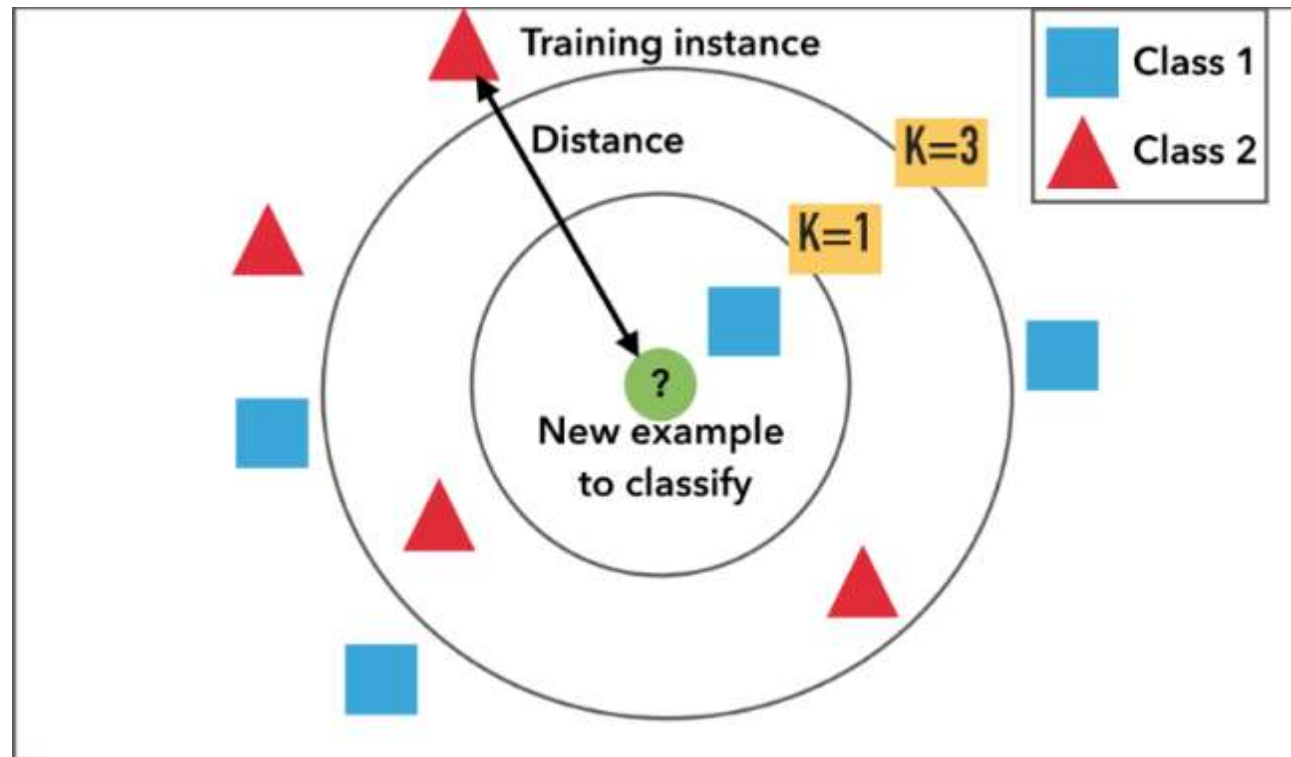 Training instance
Class 1
Distance
K=3
Class 2
K=1
?
New example
to classify